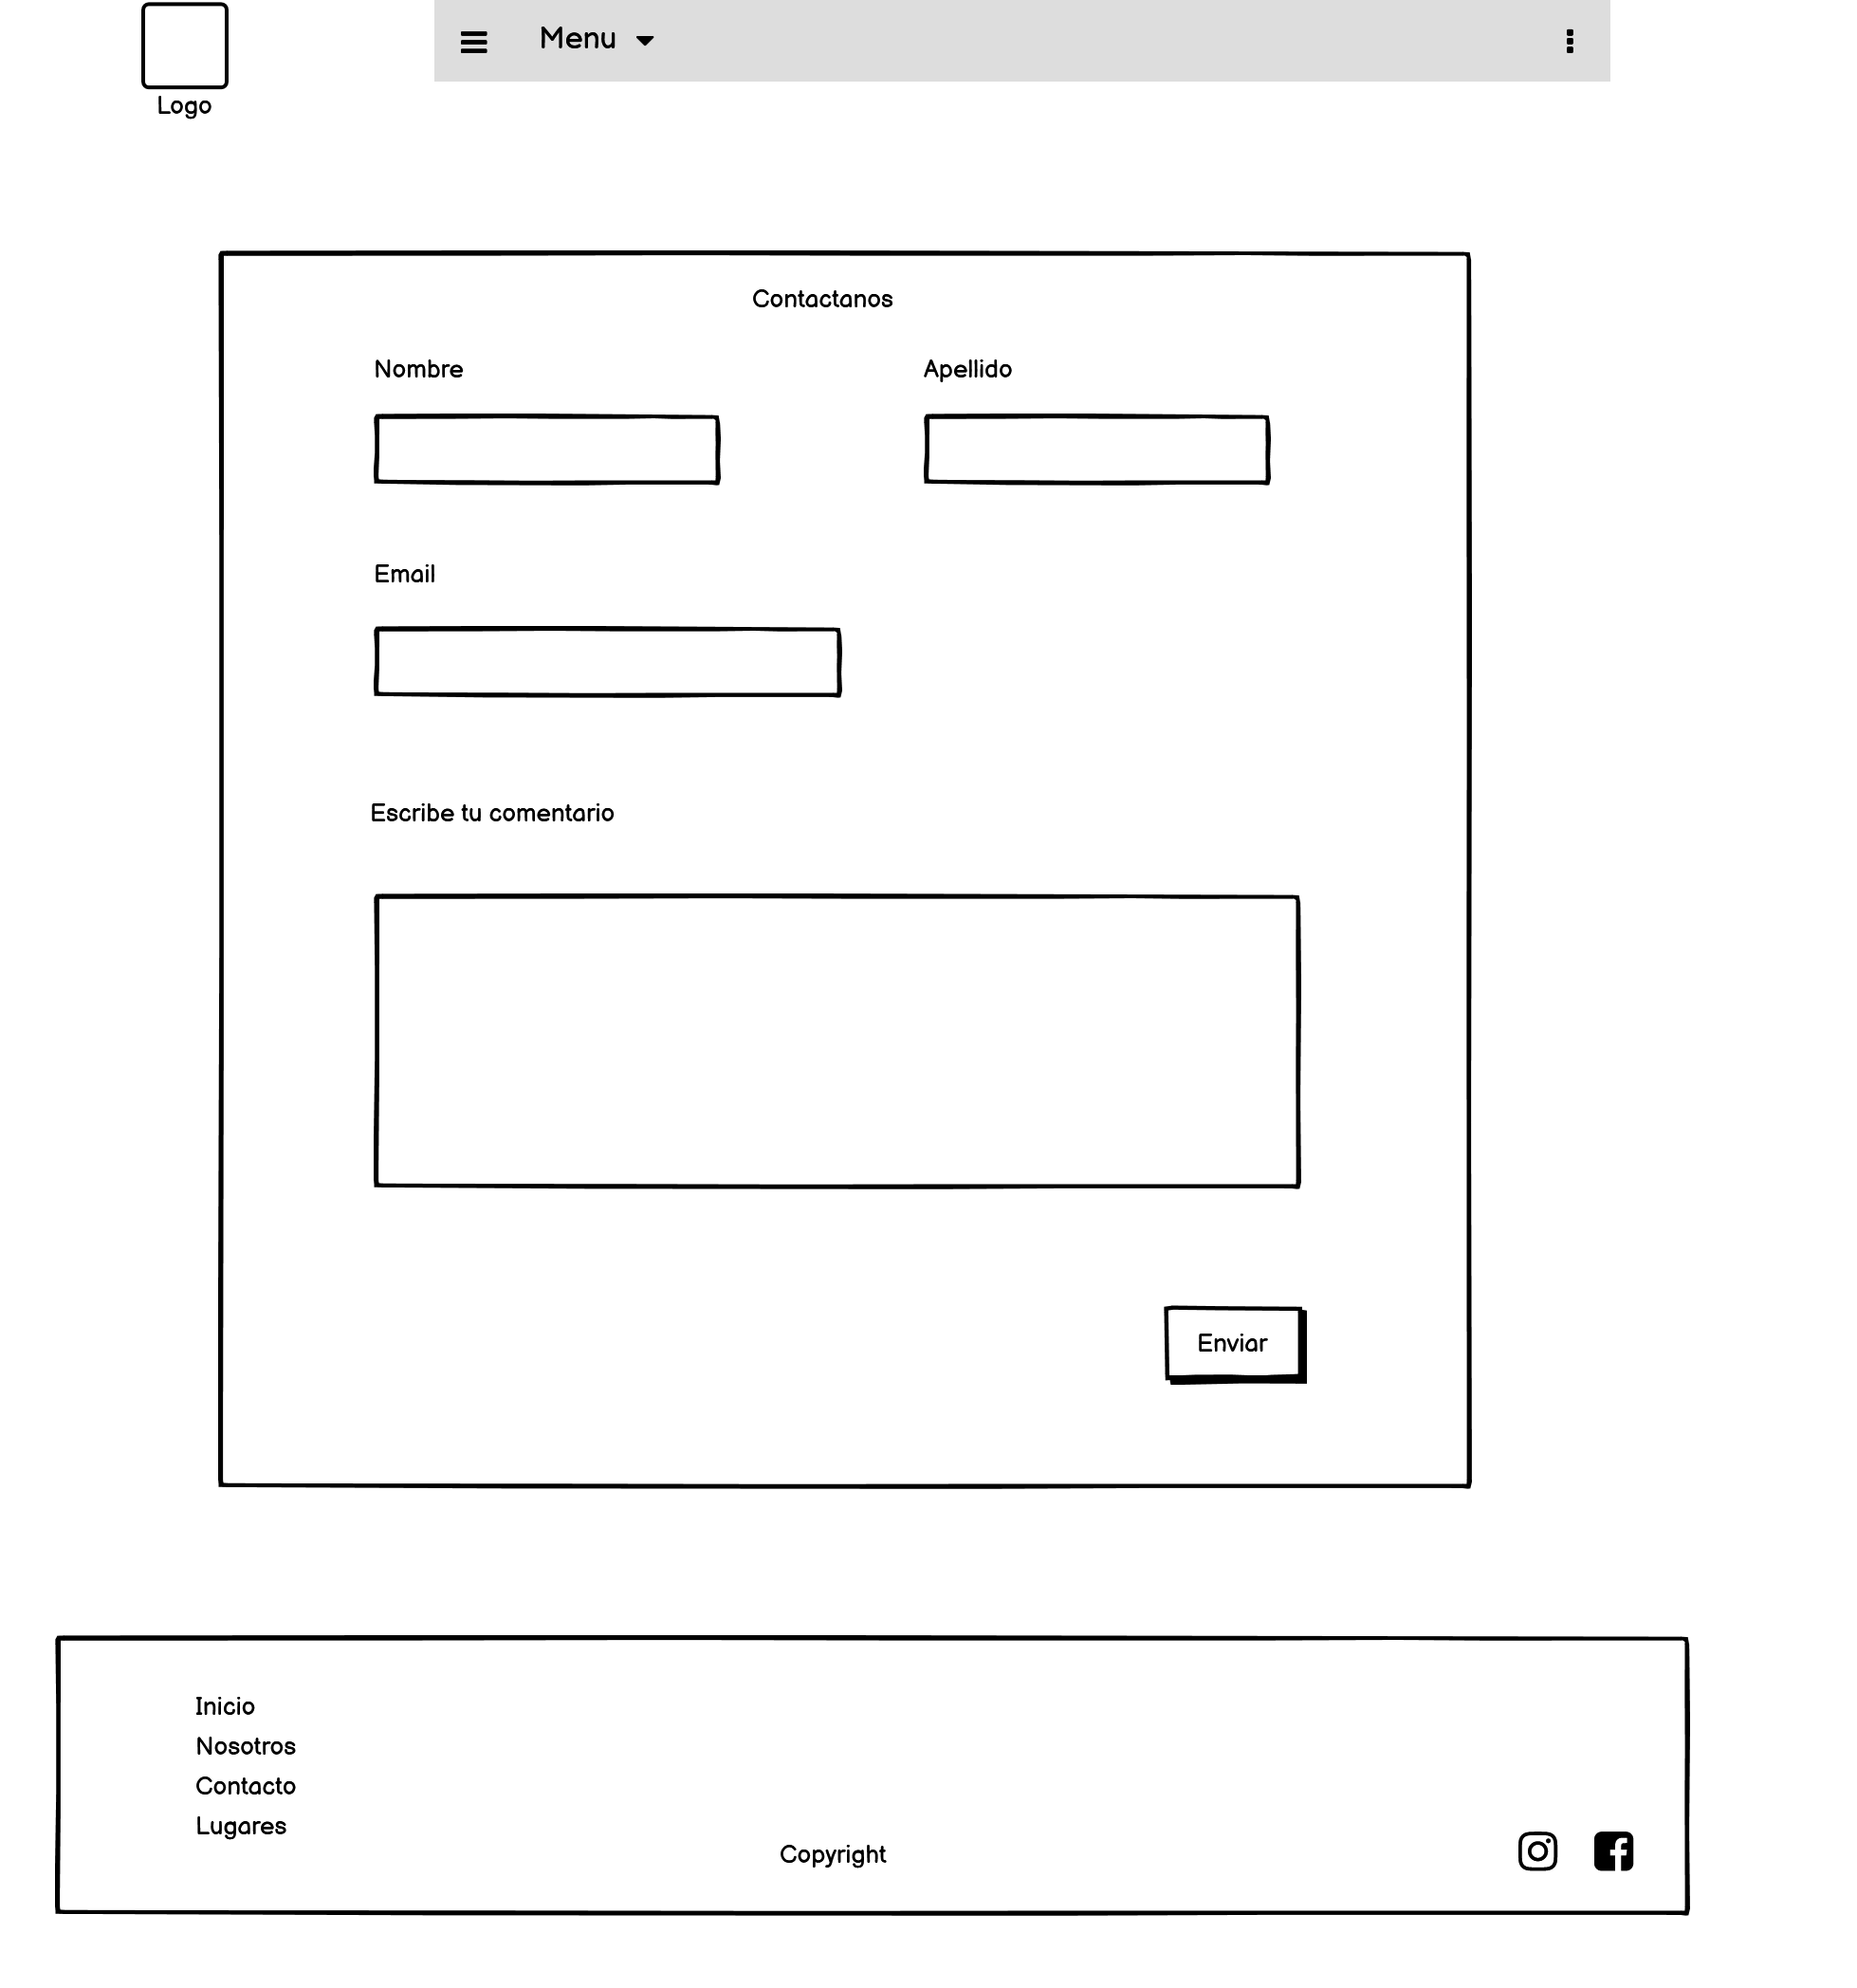 Menu
Logo
Contactanos
Nombre
Apellido
Email
Escribe tu comentario
Enviar
Inicio
Nosotros
Contacto
Lugares
Copyright